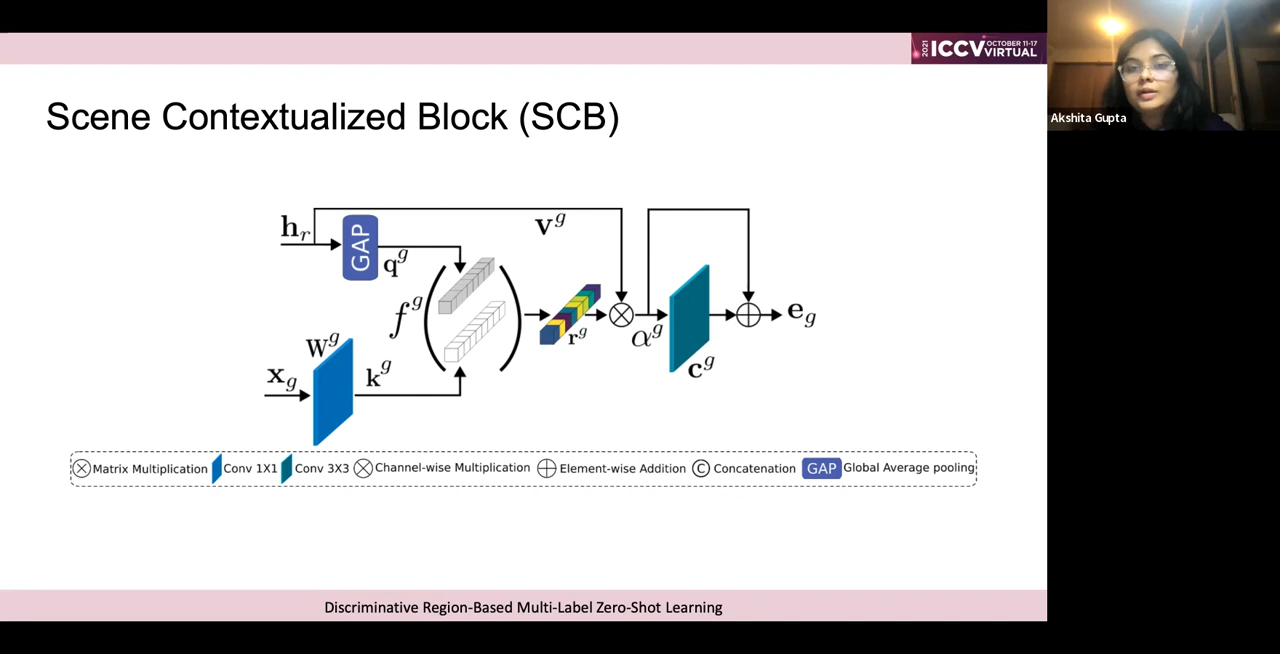 2021 ICCV OCTOBER 11-17 VIRTUAL
Akshita Gupta
Scene Contextualized Block (SCB)
h_r
GAP
q^g
v^g
f^g
r^g
α^g
c^g
e_g
W^g
x_g
k^g
Matrix Multiplication Conv 1X1 Conv 3X3 Channel-wise Multiplication Element-wise Addition C Concatenation GAP Global Average pooling
Discriminative Region-Based Multi-Label Zero-Shot Learning